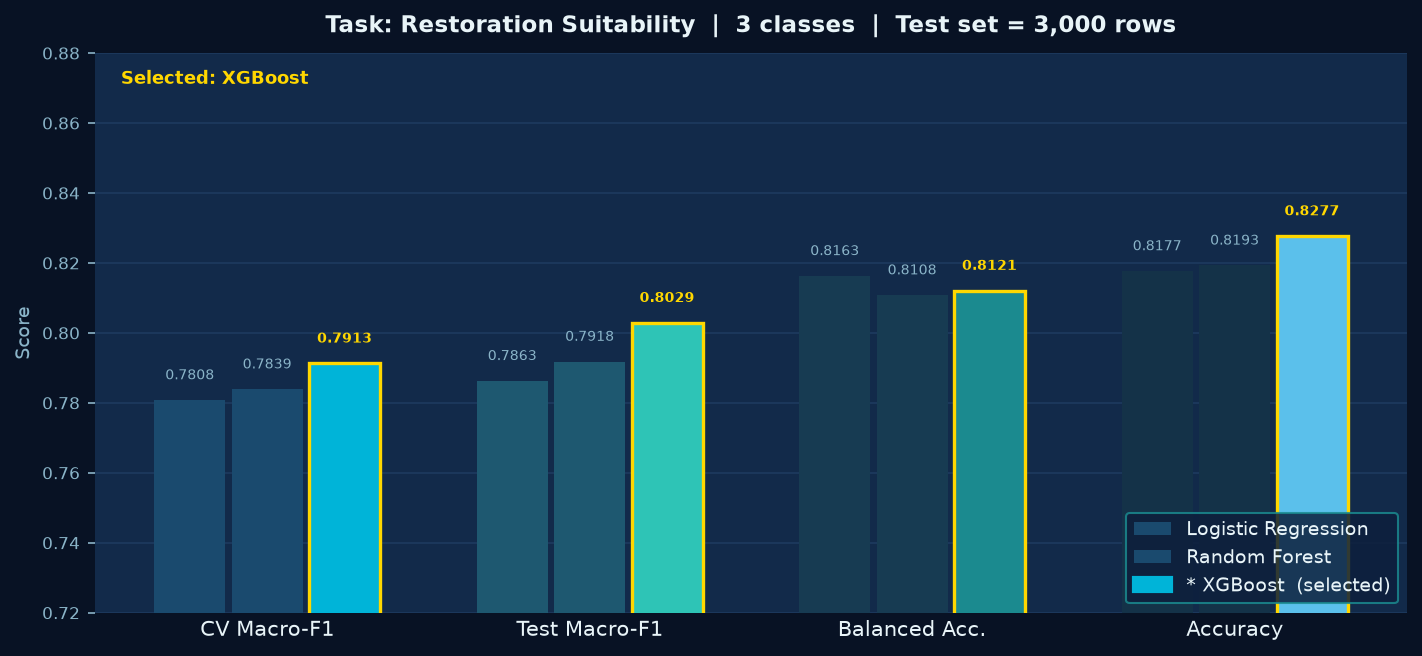 Task: Restoration Suitability | 3 classes | Test set = 3,000 rows
Selected: XGBoost
Score
0.88
0.86
0.84
0.82
0.80
0.78
0.76
0.74
0.72
0.7808
0.7839
0.7913
0.7863
0.7918
0.8029
0.8163
0.8108
0.8121
0.8177
0.8193
0.8277
CV Macro-F1
Test Macro-F1
Balanced Acc.
Accuracy
Logistic Regression
Random Forest
* XGBoost (selected)